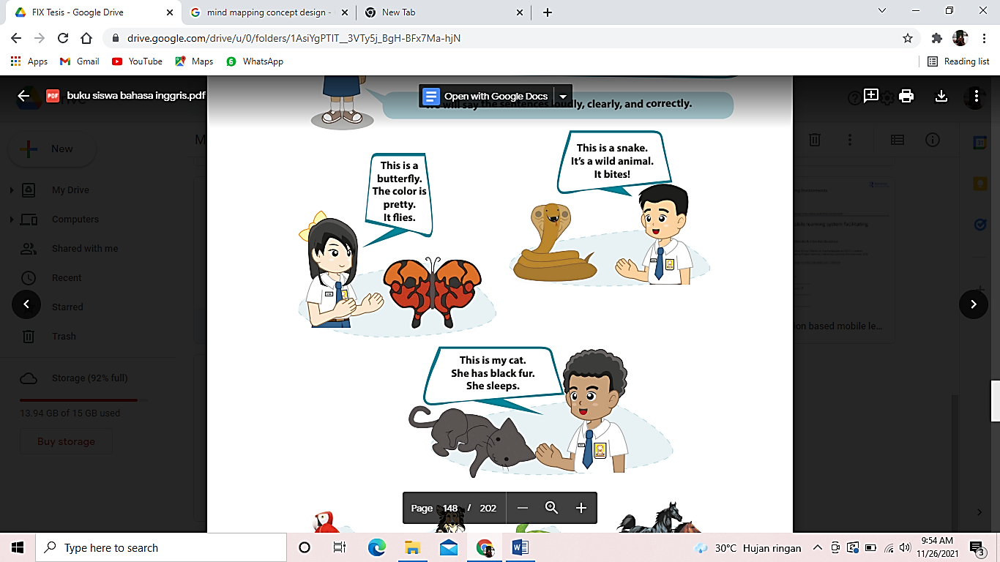 FIX Tesis - Google Drive
mind mapping concept design -
New Tab
drive.google.com/drive/u/0/folders/1AsiYgPTIT__3VTy5j_BgH-BFx7Ma-hjN
Apps Gmail YouTube Maps WhatsApp Reading list
PDF buku siswa bahasa inggris.pdf
Open with Google Docs
will say the sentences loudly, clearly, and correctly.
New
My Drive
Computers
Shared with me
Recent
Starred
Trash
Storage (92% full)
13.94 GB of 15 GB used
Buy storage
This is a
butterfly.
The color is
pretty.
It flies.
This is a snake.
It's a wild animal.
It bites!
This is my cat.
She has black fur.
She sleeps.
based mobile le...
Page 148 / 202
Type here to search
30°C Hujan ringan
9:54 AM
11/26/2021
3